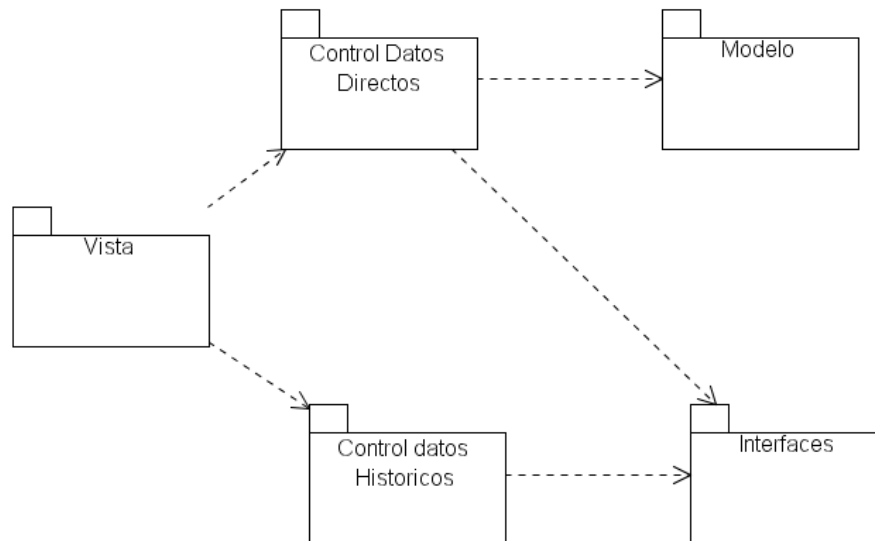 Control Datos
Directos
Modelo
Vista
Control datos
Historicos
Interfaces